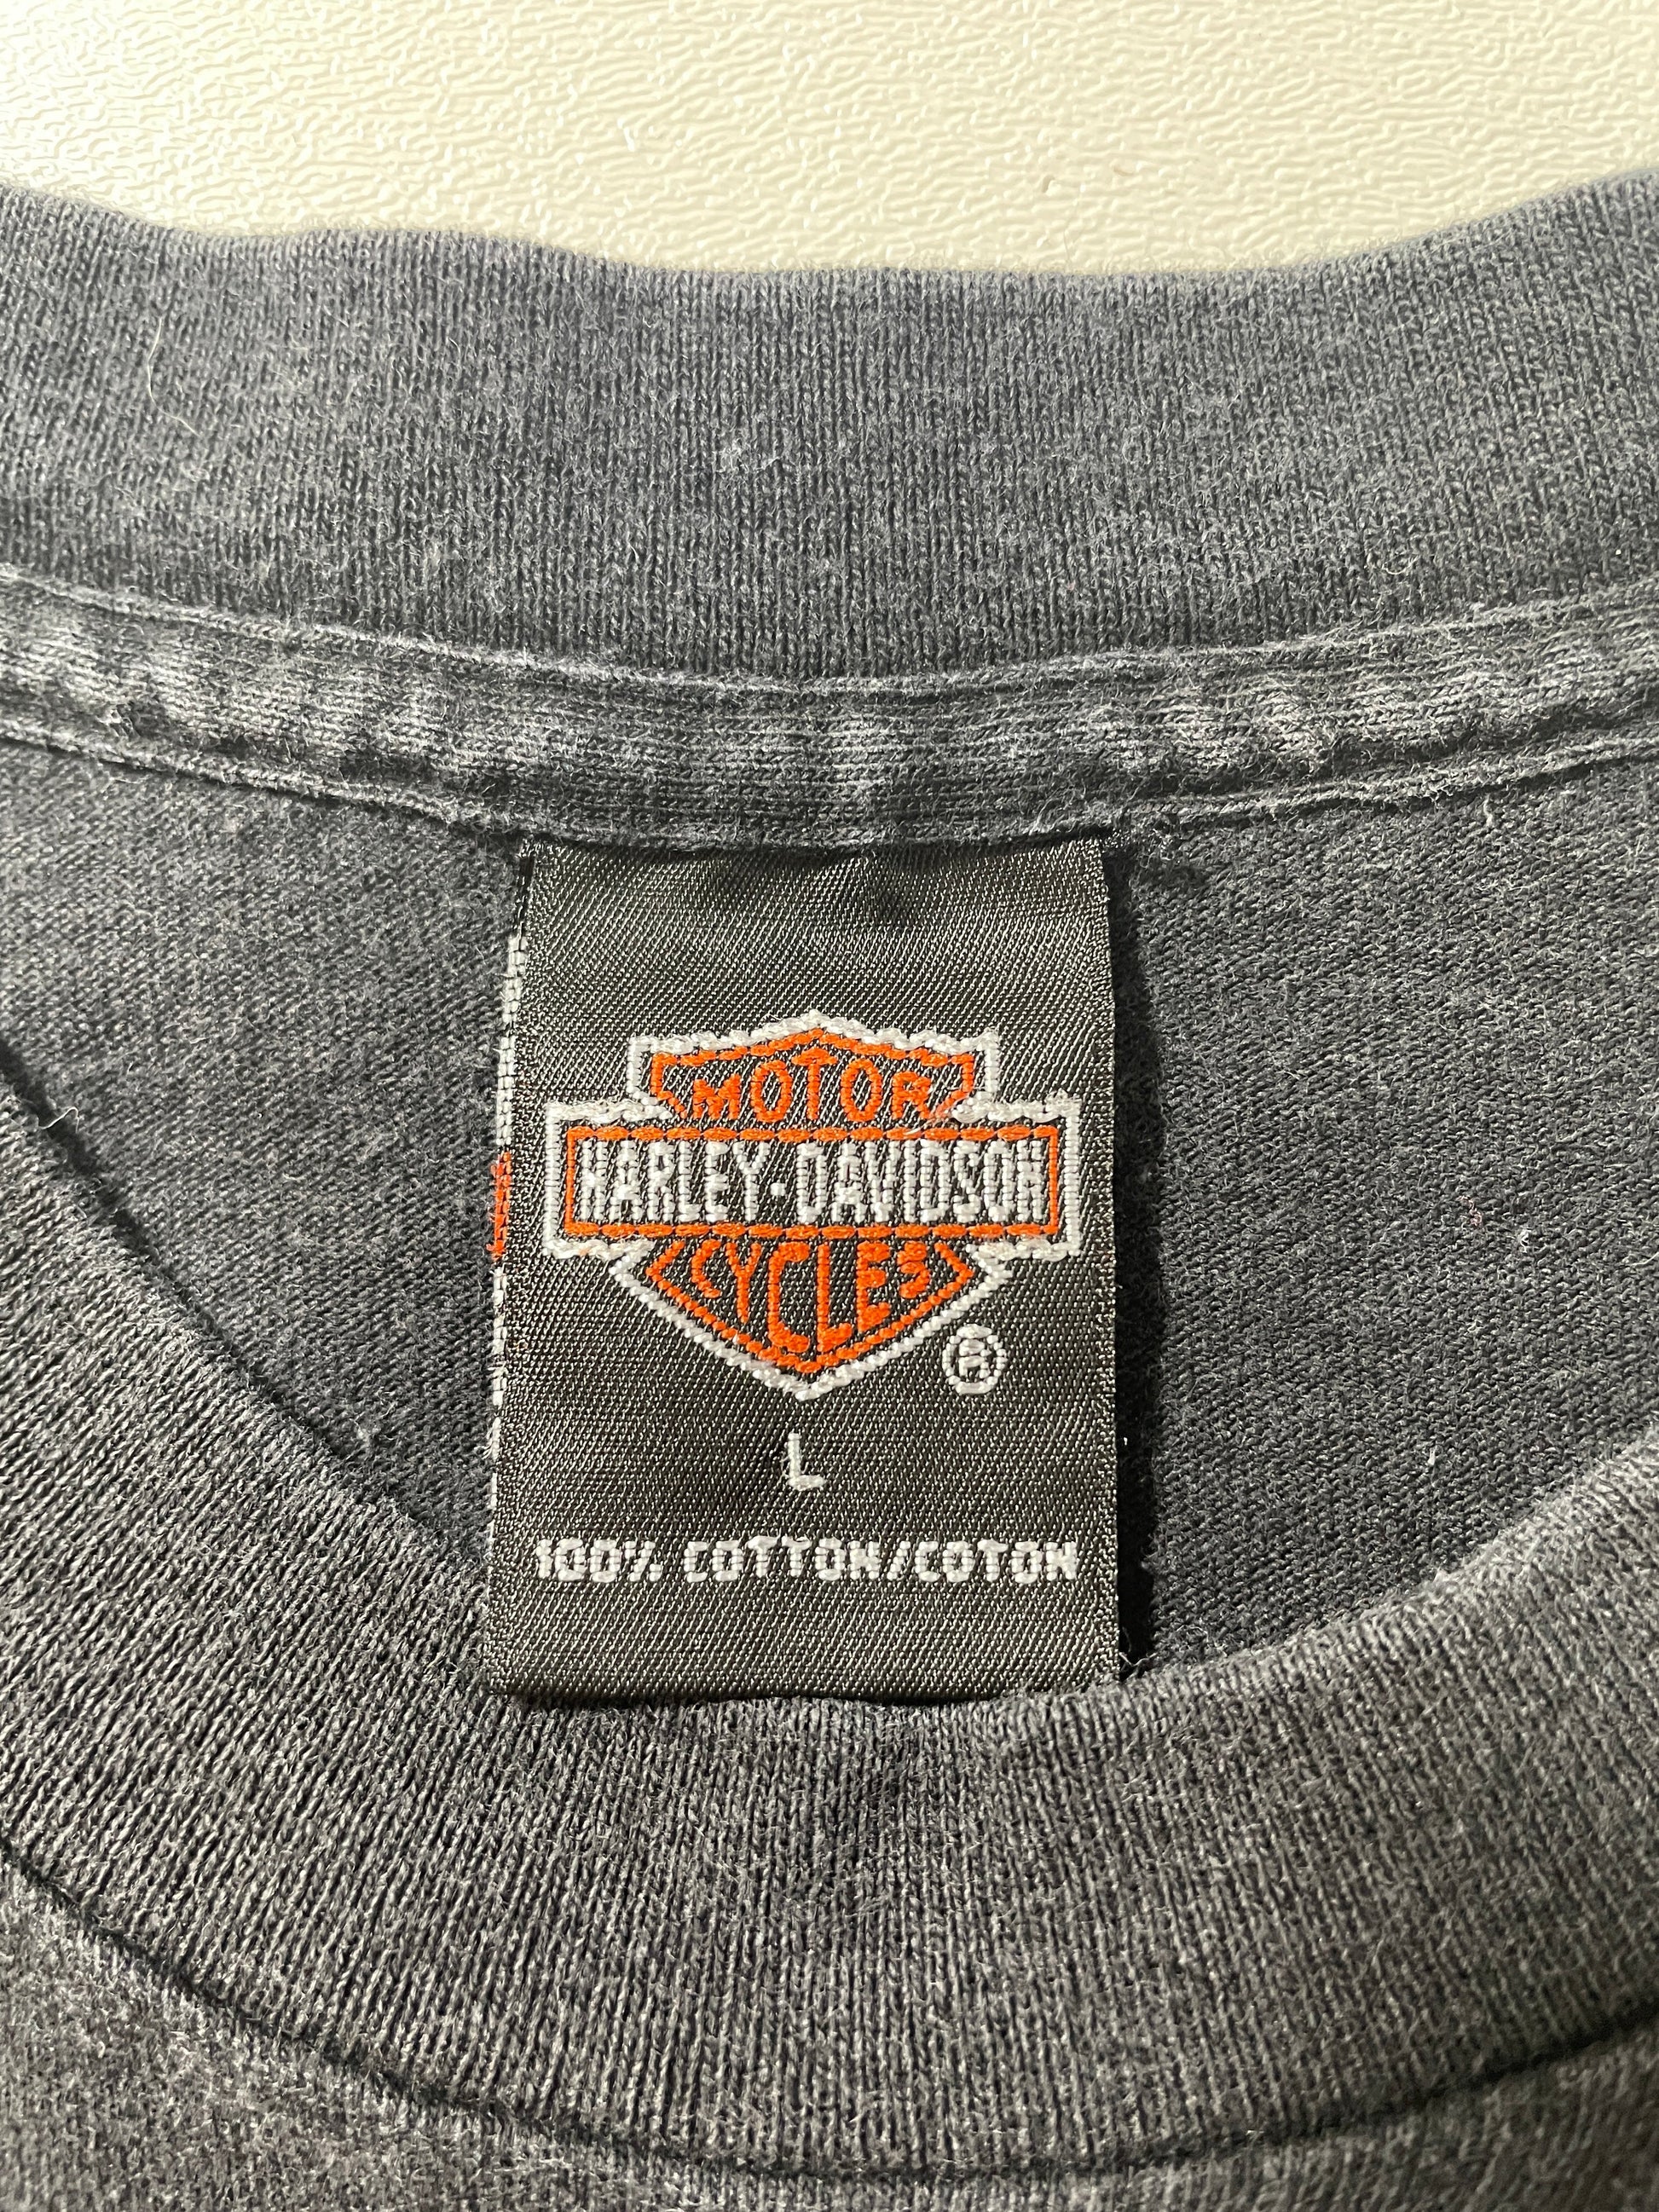 MOTOR
HARLEY-DAVIDSON
CYCLES
®
L
100% COTTON/COTON